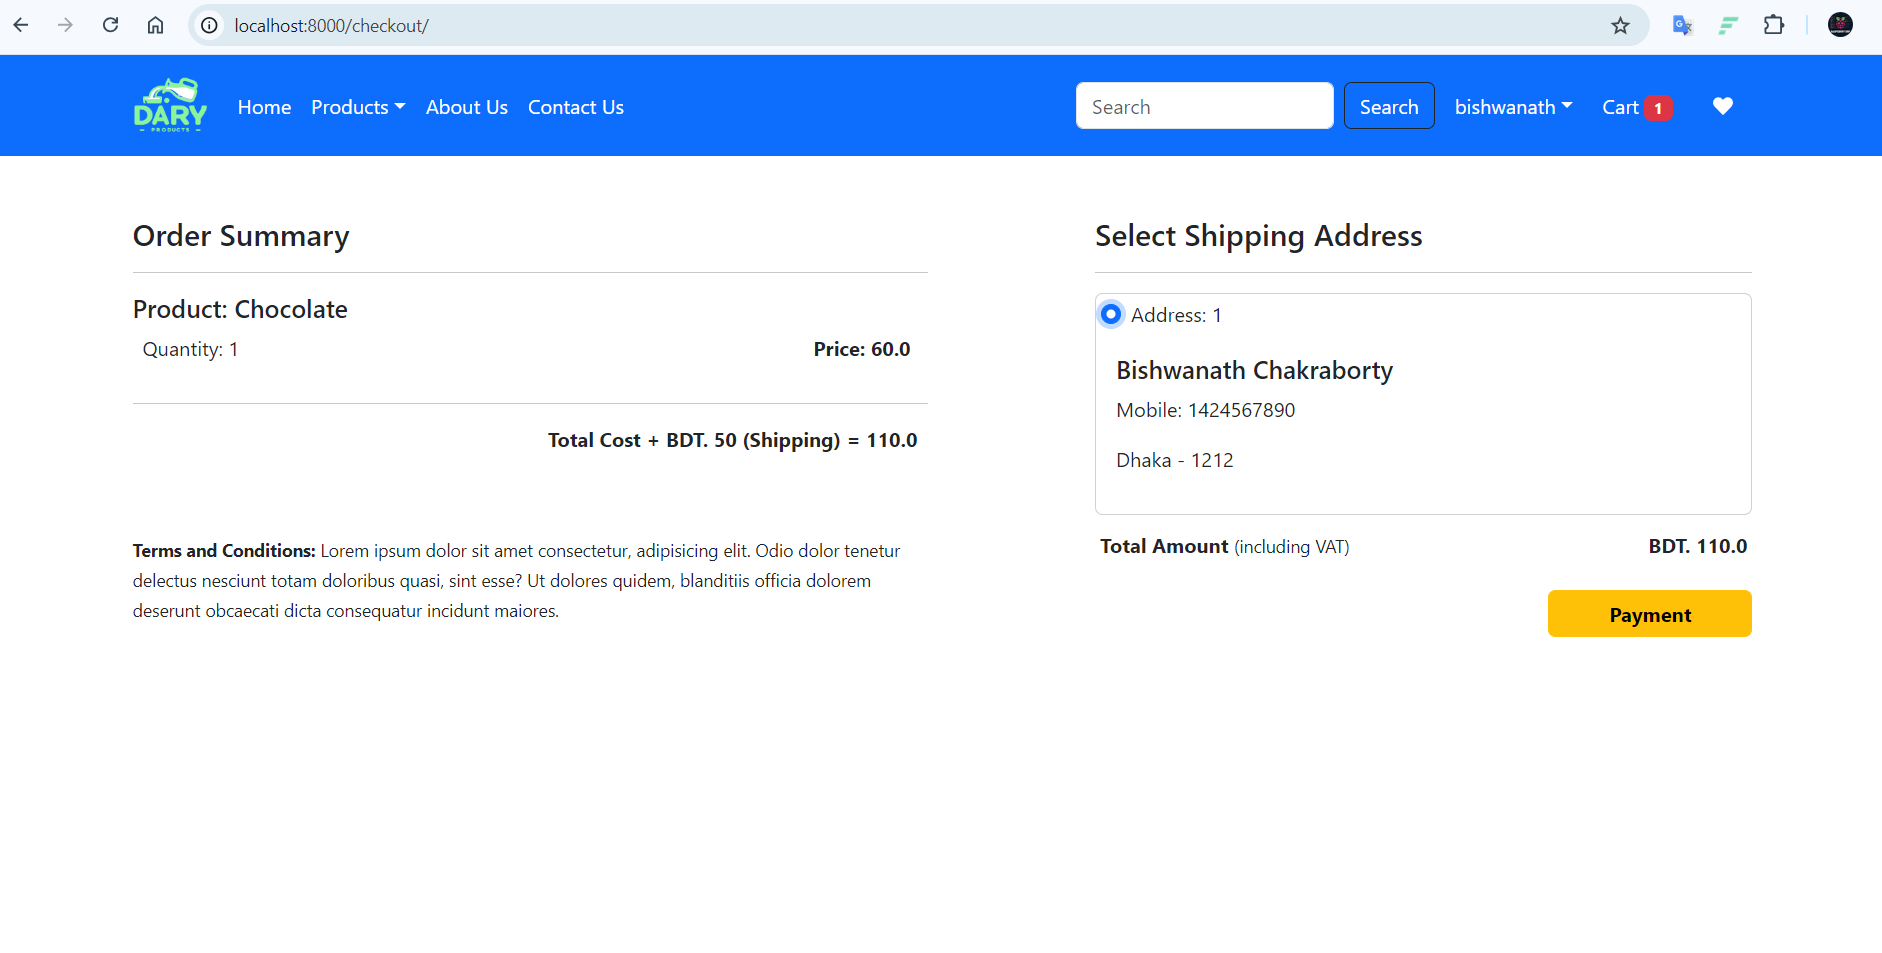 localhost:8000/checkout/
DARY
PRODUCTS
Home Products About Us Contact Us Search Search bishwanath Cart 1
Order Summary
Product: Chocolate
Quantity: 1 Price: 60.0
Total Cost + BDT. 50 (Shipping) = 110.0
Terms and Conditions: Lorem ipsum dolor sit amet consectetur, adipisicing elit. Odio dolor tenetur
delectus nesciunt totam doloribus quasi, sint esse? Ut dolores quidem, blanditiis officia dolorem
deserunt obcaecati dicta consequatur incidunt maiores.
Select Shipping Address
Address: 1
Bishwanath Chakraborty
Mobile: 1424567890
Dhaka - 1212
Total Amount (including VAT) BDT. 110.0
Payment